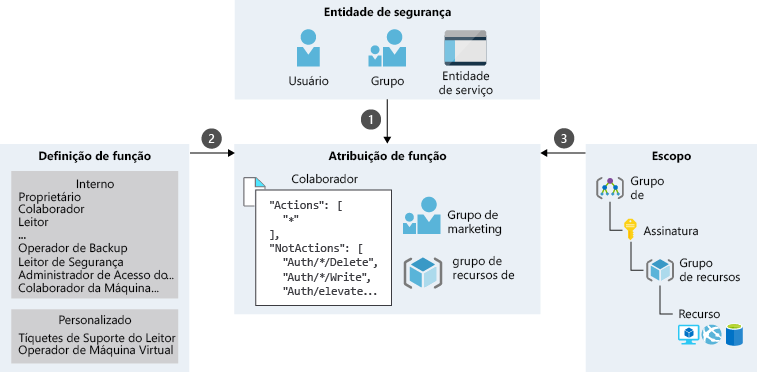 Entidade de segurança
Usuário
Grupo
Entidade
de serviço
1
2
3
Definição de função
Interno
Proprietário
Colaborador
Leitor
...
Operador de Backup
Leitor de Segurança
Administrador de Acesso do...
Colaborador da Máquina...
Personalizado
Tíquetes de Suporte do Leitor
Operador de Máquina Virtual
Atribuição de função
Colaborador
"Actions": [
"*"
],
"NotActions": [
"Auth/*/Delete",
"Auth/*/Write",
"Auth/elevate...
Grupo de
marketing
grupo de
recursos de
Escopo
Grupo
de
Assinatura
Grupo
de recursos
Recurso